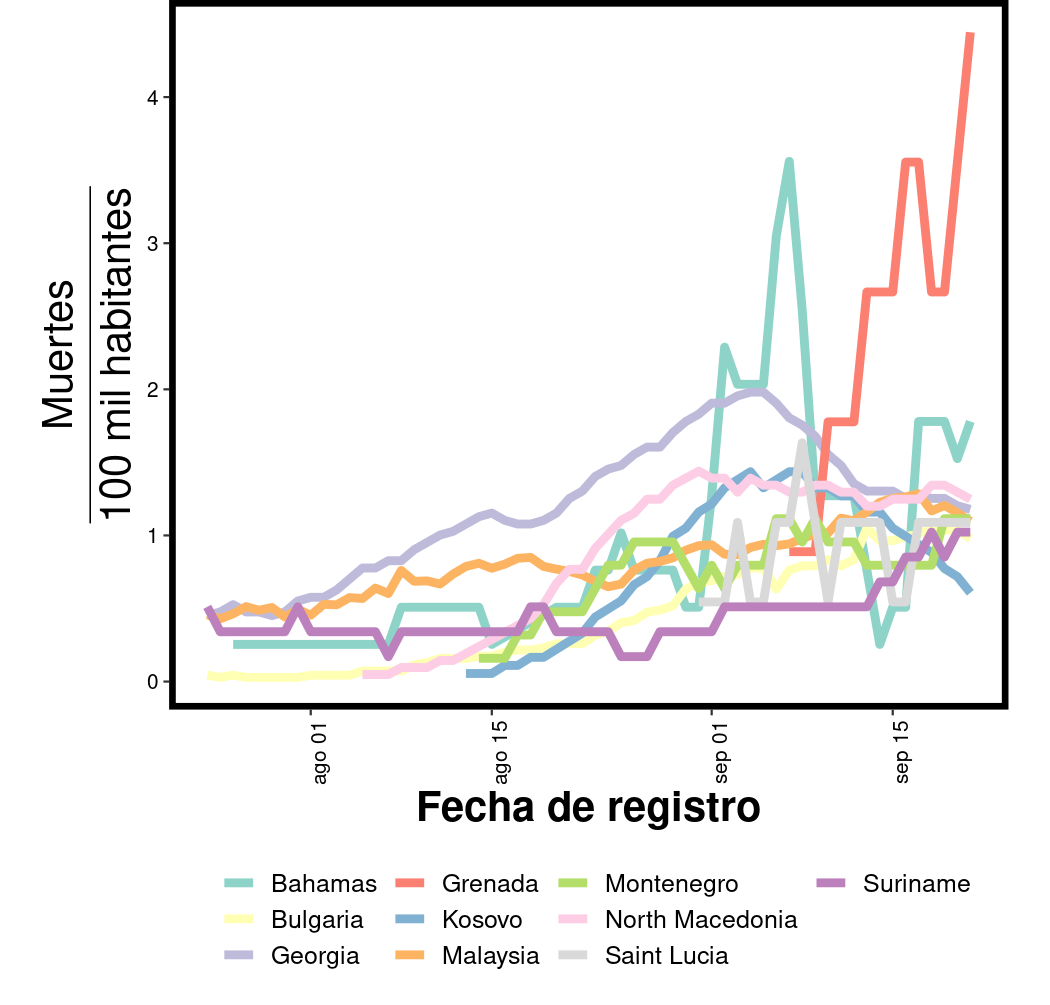 Muertes
100 mil habitantes
4
3
2
1
0
ago 01
ago 15
sep 01
sep 15
Fecha de registro
Bahamas
Grenada
Montenegro
Suriname
Bulgaria
Kosovo
North Macedonia
Georgia
Malaysia
Saint Lucia